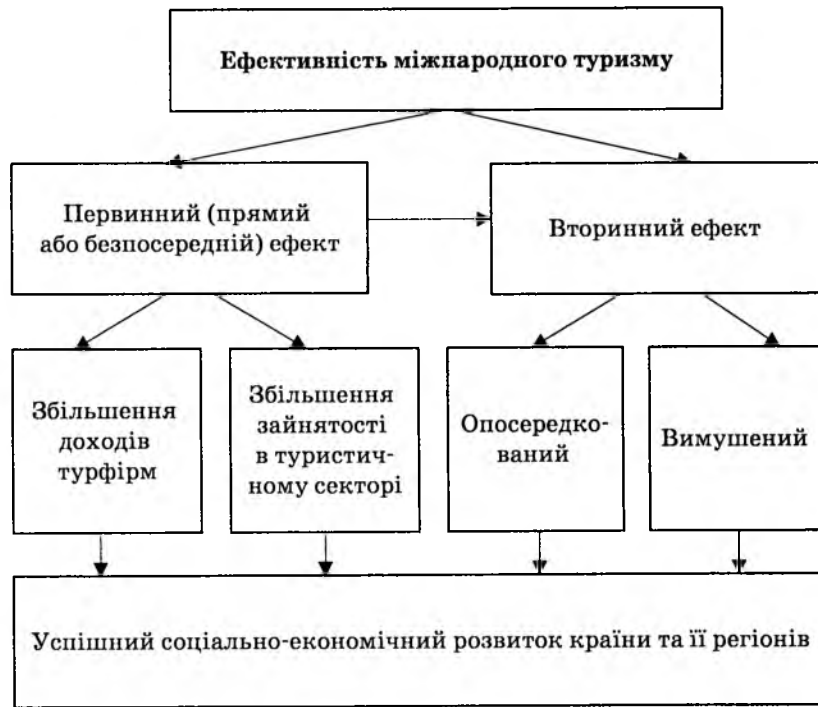 Ефективність міжнародного туризму
Первинний (прямий
або безпосередній) ефект
Вторинний ефект
Збільшення
доходів
турфірм
Збільшення
зайнятості
в туристич-
ному секторі
Опосередко-
ваний
Вимушений
Успішний соціально-економічний розвиток країни та її регіонів